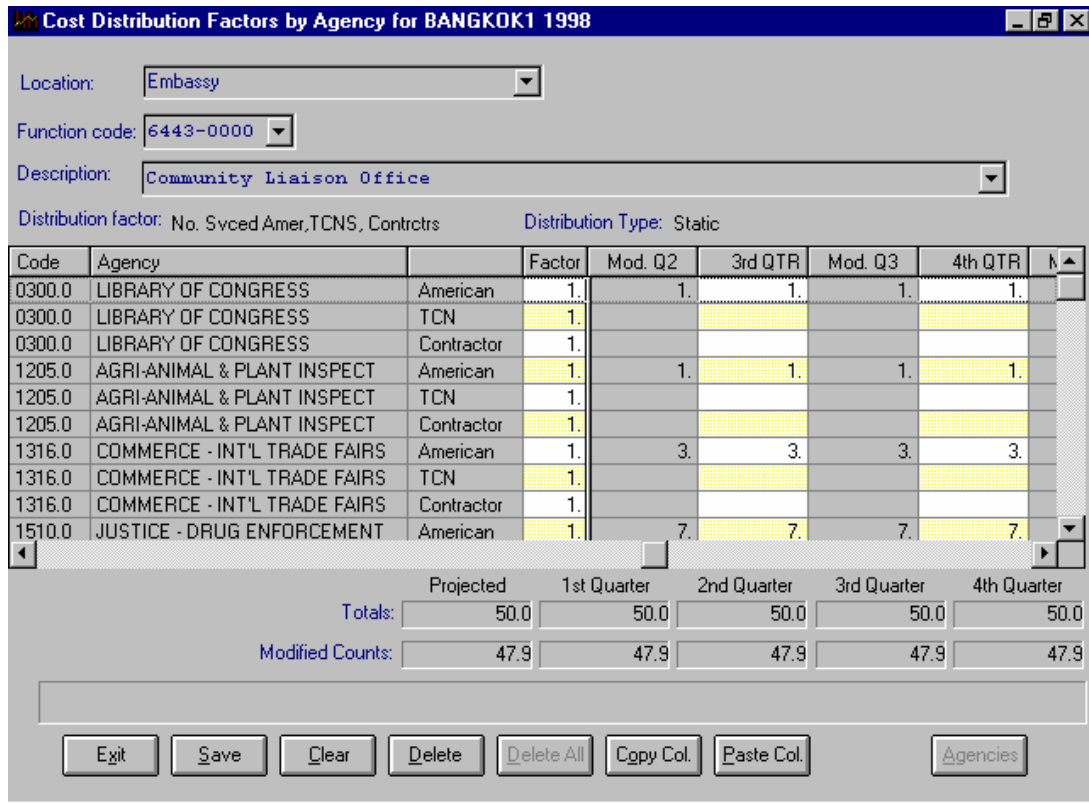 Cost Distribution Factors by Agency for BANGKOK1 1998
Location: Embassy
Function code: 6443-0000
Description: Community Liaison Office
Distribution factor: No. Svced Amer,TCNS, Contrctrs Distribution Type: Static
Code Agency Factor Mod. Q2 3rd QTR Mod. Q3 4th QTR
0300.0 LIBRARY OF CONGRESS American 1. 1. 1. 1. 1.
0300.0 LIBRARY OF CONGRESS TCN 1.
0300.0 LIBRARY OF CONGRESS Contractor 1.
1205.0 AGRI-ANIMAL & PLANT INSPECT American 1. 1. 1. 1. 1.
1205.0 AGRI-ANIMAL & PLANT INSPECT TCN 1.
1205.0 AGRI-ANIMAL & PLANT INSPECT Contractor 1.
1316.0 COMMERCE - INT'L TRADE FAIRS American 1. 3. 3. 3. 3.
1316.0 COMMERCE - INT'L TRADE FAIRS TCN 1.
1316.0 COMMERCE - INT'L TRADE FAIRS Contractor 1.
1510.0 JUSTICE - DRUG ENFORCEMENT American 1. 7. 7. 7. 7.
Projected 1st Quarter 2nd Quarter 3rd Quarter 4th Quarter
Totals: 50.0 50.0 50.0 50.0 50.0
Modified Counts: 47.9 47.9 47.9 47.9 47.9
Exit Save Clear Delete Delete All Copy Col. Paste Col. Agencies